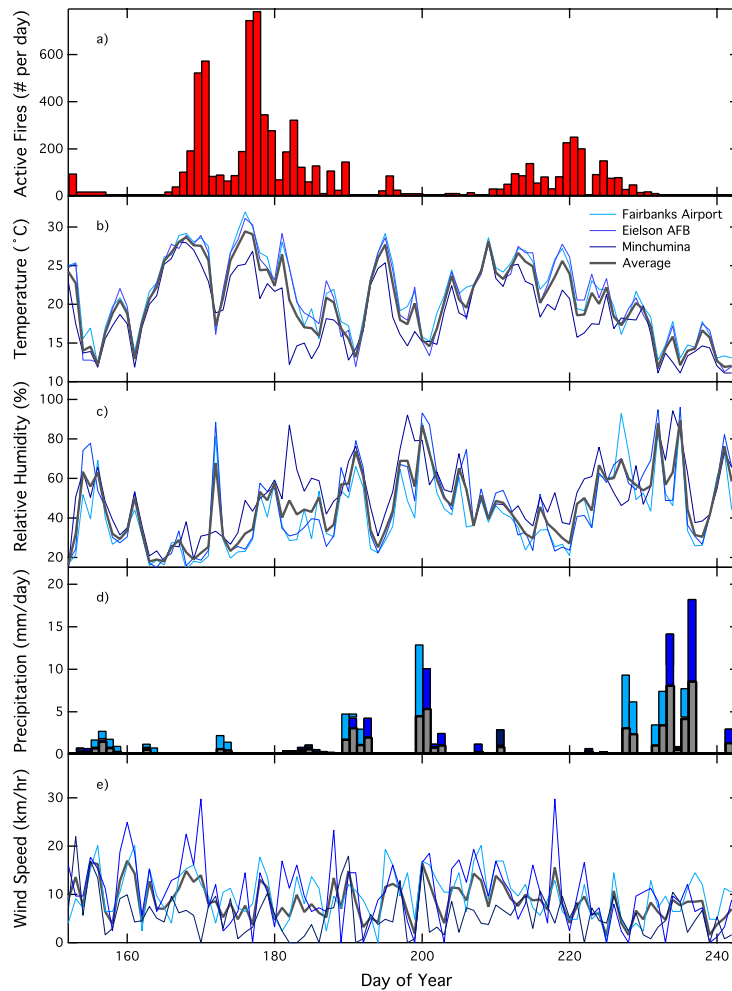 Active Fires (# per day)
a)
600
400
200
0
Temperature (°C)
b)
Fairbanks Airport
Eielson AFB
Minchumina
Average
30
25
20
15
10
Relative Humidity (%)
c)
100
80
60
40
20
Precipitation (mm/day)
d)
20
15
10
5
0
Wind Speed (km/hr)
e)
30
20
10
0
160
180
200
220
240
Day of Year